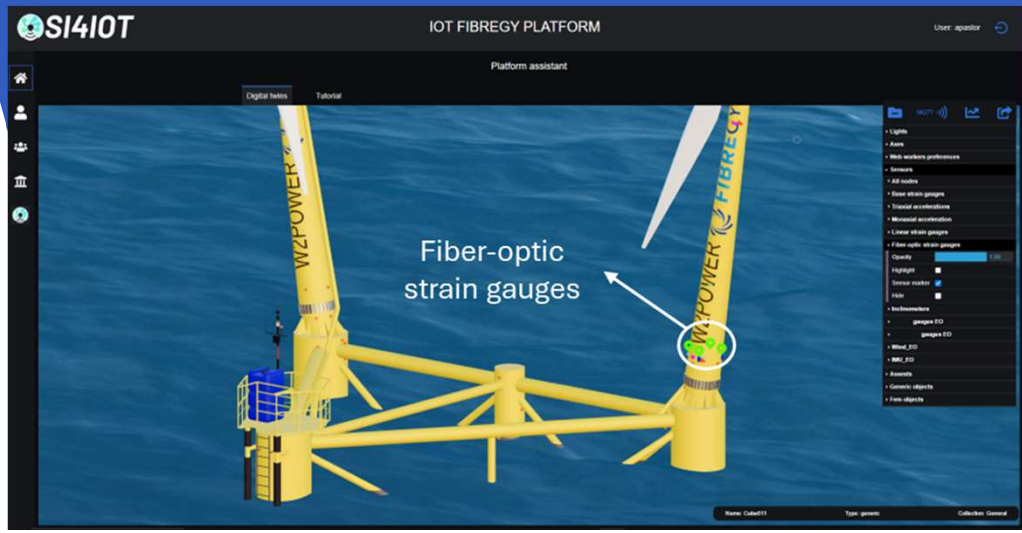 SI4IOT
IOT FIBREGY PLATFORM
User: apastor
Platform assistant
Digital twins
Tutorial
MQTT
Lights
Axes
Web workers preferences
Sensors
All nodes
Base strain gauges
Triaxial accelerations
Monoaxial acceleration
Linear strain gauges
Fiber-optic strain gauges
Opacity
1.00
Highlight
Sensor marker
Hide
Inclinometers
gauges EO
gauges EO
Wind_EO
IMU_EO
Assests
Generic objects
Fem objects
W2POWER
W2POWER FIBREGY
Fiber-optic
strain gauges
Name: Cube011
Type: generic
Collection: General